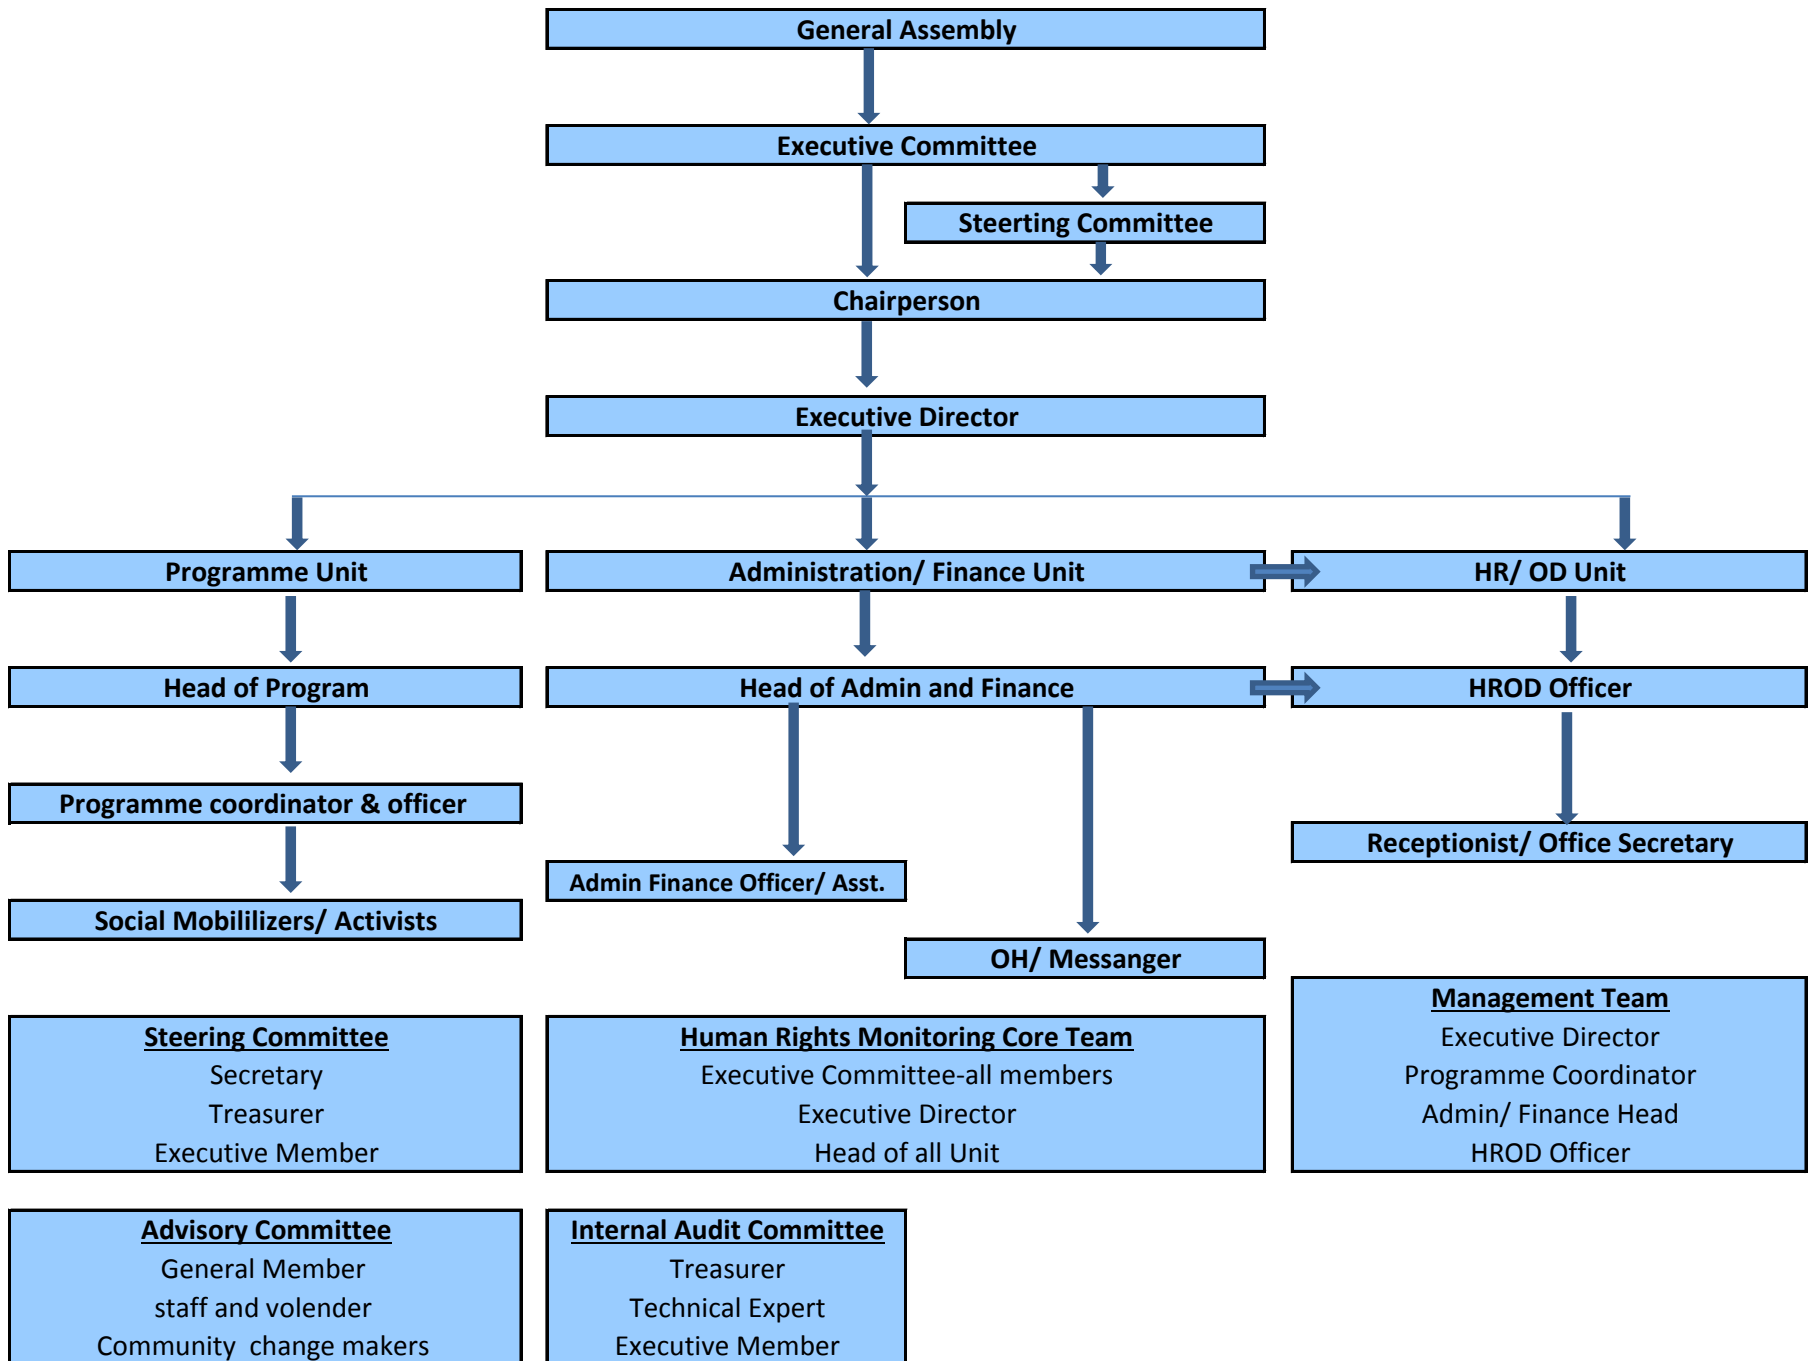 General Assembly
Executive Committee
Steerting Committee
Chairperson
Executive Director
Programme Unit
Administration/ Finance Unit
HR/ OD Unit
Head of Program
Head of Admin and Finance
HROD Officer
Programme coordinator & officer
Receptionist/ Office Secretary
Admin Finance Officer/ Asst.
Social Mobililizers/ Activists
OH/ Messanger
Steering Committee
Secretary
Treasurer
Executive Member
Human Rights Monitoring Core Team
Executive Committee-all members
Executive Director
Head of all Unit
Management Team
Executive Director
Programme Coordinator
Admin/ Finance Head
HROD Officer
Advisory Committee
General Member
staff and volender
Community change makers
Internal Audit Committee
Treasurer
Technical Expert
Executive Member